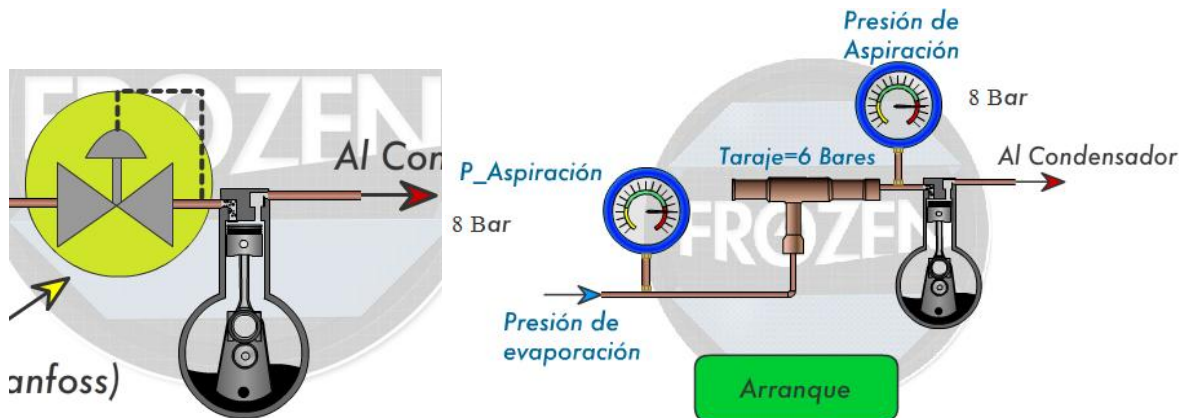 FROZEN
Al Con
anfoss)
Presión de
Aspiración
8 Bar
P_Aspiración
Taraje=6 Bares
Al Condensador
8 Bar
FROZEN
Presión de
evaporación
Arranque